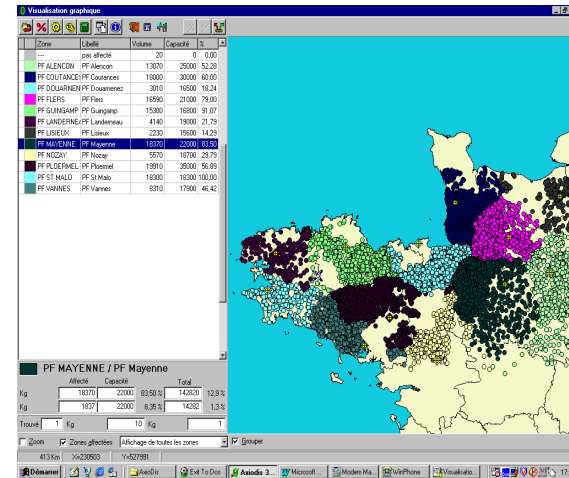 Visualisation graphique
Zone Libellé Volume Capacité %
--- pas affecté 20 0 0,00
PF ALENCON PF Alencon 13070 25000 52,28
PF COUTANCES PF Coutances 18000 30000 60,00
PF DOUARNEN PF Douarnenez 3010 16500 18,24
PF FLERS PF Flers 16590 21000 79,00
PF GUINGAMP PF Guingamp 15300 16800 91,07
PF LANDERNEA PF Landerneau 4140 19000 21,79
PF LISIEUX PF Lisieux 2230 15600 14,29
PF MAYENNE PF Mayenne 18370 22000 83,50
PF NOZAY PF Nozay 5570 18700 29,79
PF PLOERMEL PF Ploermel 19910 35000 56,89
PF ST MALO PF St Malo 18300 18300 100,00
PF VANNES PF Vannes 8310 17900 46,42
PF MAYENNE / PF Mayenne
Affecté Capacité Total
Kg 18370 22000 83,50 % 142820 12,9 %
Kg 1837 22000 8,35 % 14282 1,3 %
Trouvé 1 Kg 10 Kg 1
Zoom Zones affectées Affichage de toutes les zones Grouper
413 Km X=230503 Y=527991
Démarrer AxioDis Exit To Dos Axiodis 3... Microsoft ... Modem Ma... WinPhone Visualisatio... 17: